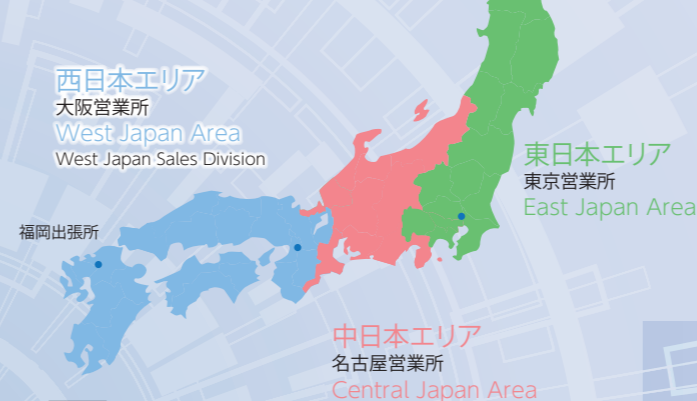 西日本エリア
大阪営業所
West Japan Area
West Japan Sales Division
東日本エリア
東京営業所
East Japan Area
福岡出張所
中日本エリア
名古屋営業所
Central Japan Area